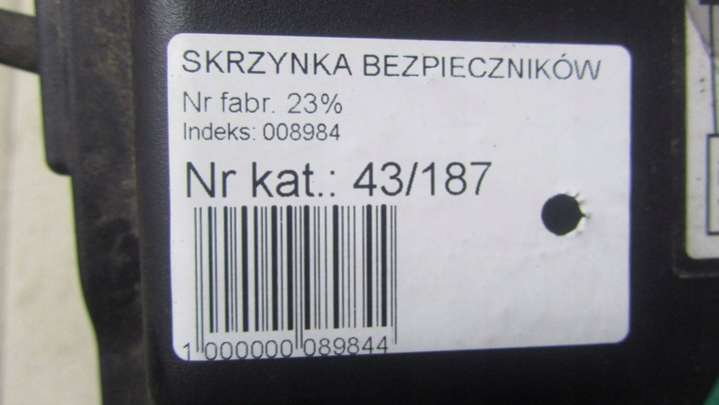 SKRZYNKA BEZPIECZNIKÓW
Nr fabr. 23%
Indeks: 008984
Nr kat.: 43/187
1 000000 089844